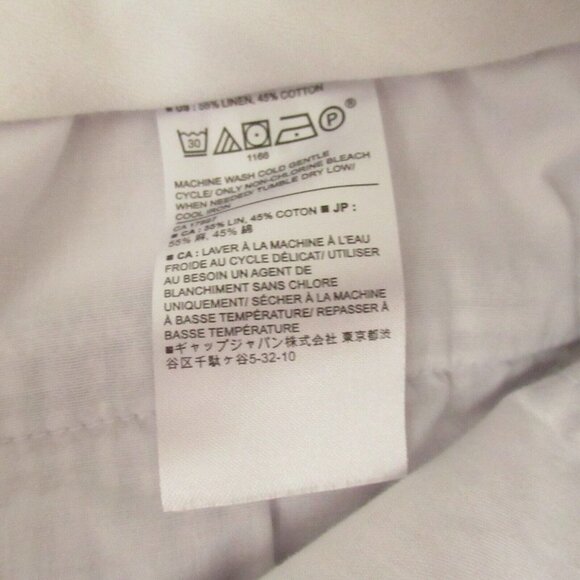 ■ US : 55% LINEN, 45% COTTON
30
P
®
1166
MACHINE WASH COLD GENTLE
CYCLE/ ONLY NON-CHLORINE BLEACH
WHEN NEEDED/ TUMBLE DRY LOW/
COOL IRON
CA 17897
■ CA : 55% LIN, 45% COTON ■ JP :
55% 麻, 45% 綿
■ CA : LAVER À LA MACHINE À L'EAU
FROIDE AU CYCLE DÉLICAT/ UTILISER
AU BESOIN UN AGENT DE
BLANCHIMENT SANS CHLORE
UNIQUEMENT/ SÉCHER À LA MACHINE
À BASSE TEMPÉRATURE/ REPASSER À
BASSE TEMPÉRATURE
■ギャップジャパン株式会社 東京都渋
谷区千駄ヶ谷5-32-10